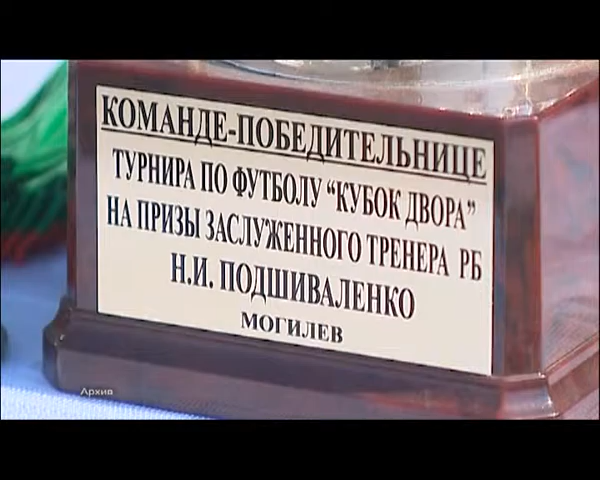 КОМАНДЕ-ПОБЕДИТЕЛЬНИЦЕ
ТУРНИРА ПО ФУТБОЛУ “КУБОК ДВОРА”
НА ПРИЗЫ ЗАСЛУЖЕННОГО ТРЕНЕРА РБ
Н.И. ПОДШИВАЛЕНКО
МОГИЛЕВ
Архив